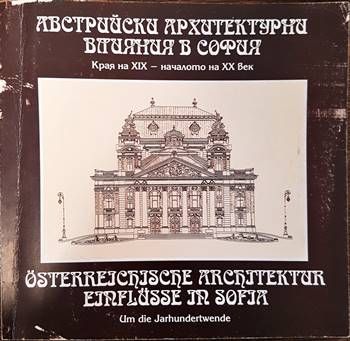 АВСТРИЙСКИ АРХИТЕКТУРНИ
ВЛИЯНИЯ В СОФИЯ
Края на XIX – началото на XX век
ÖSTERREICHISCHE ARCHITEKTUR
EINFLÜSSE IN SOFIA
Um die Jarhundertwende